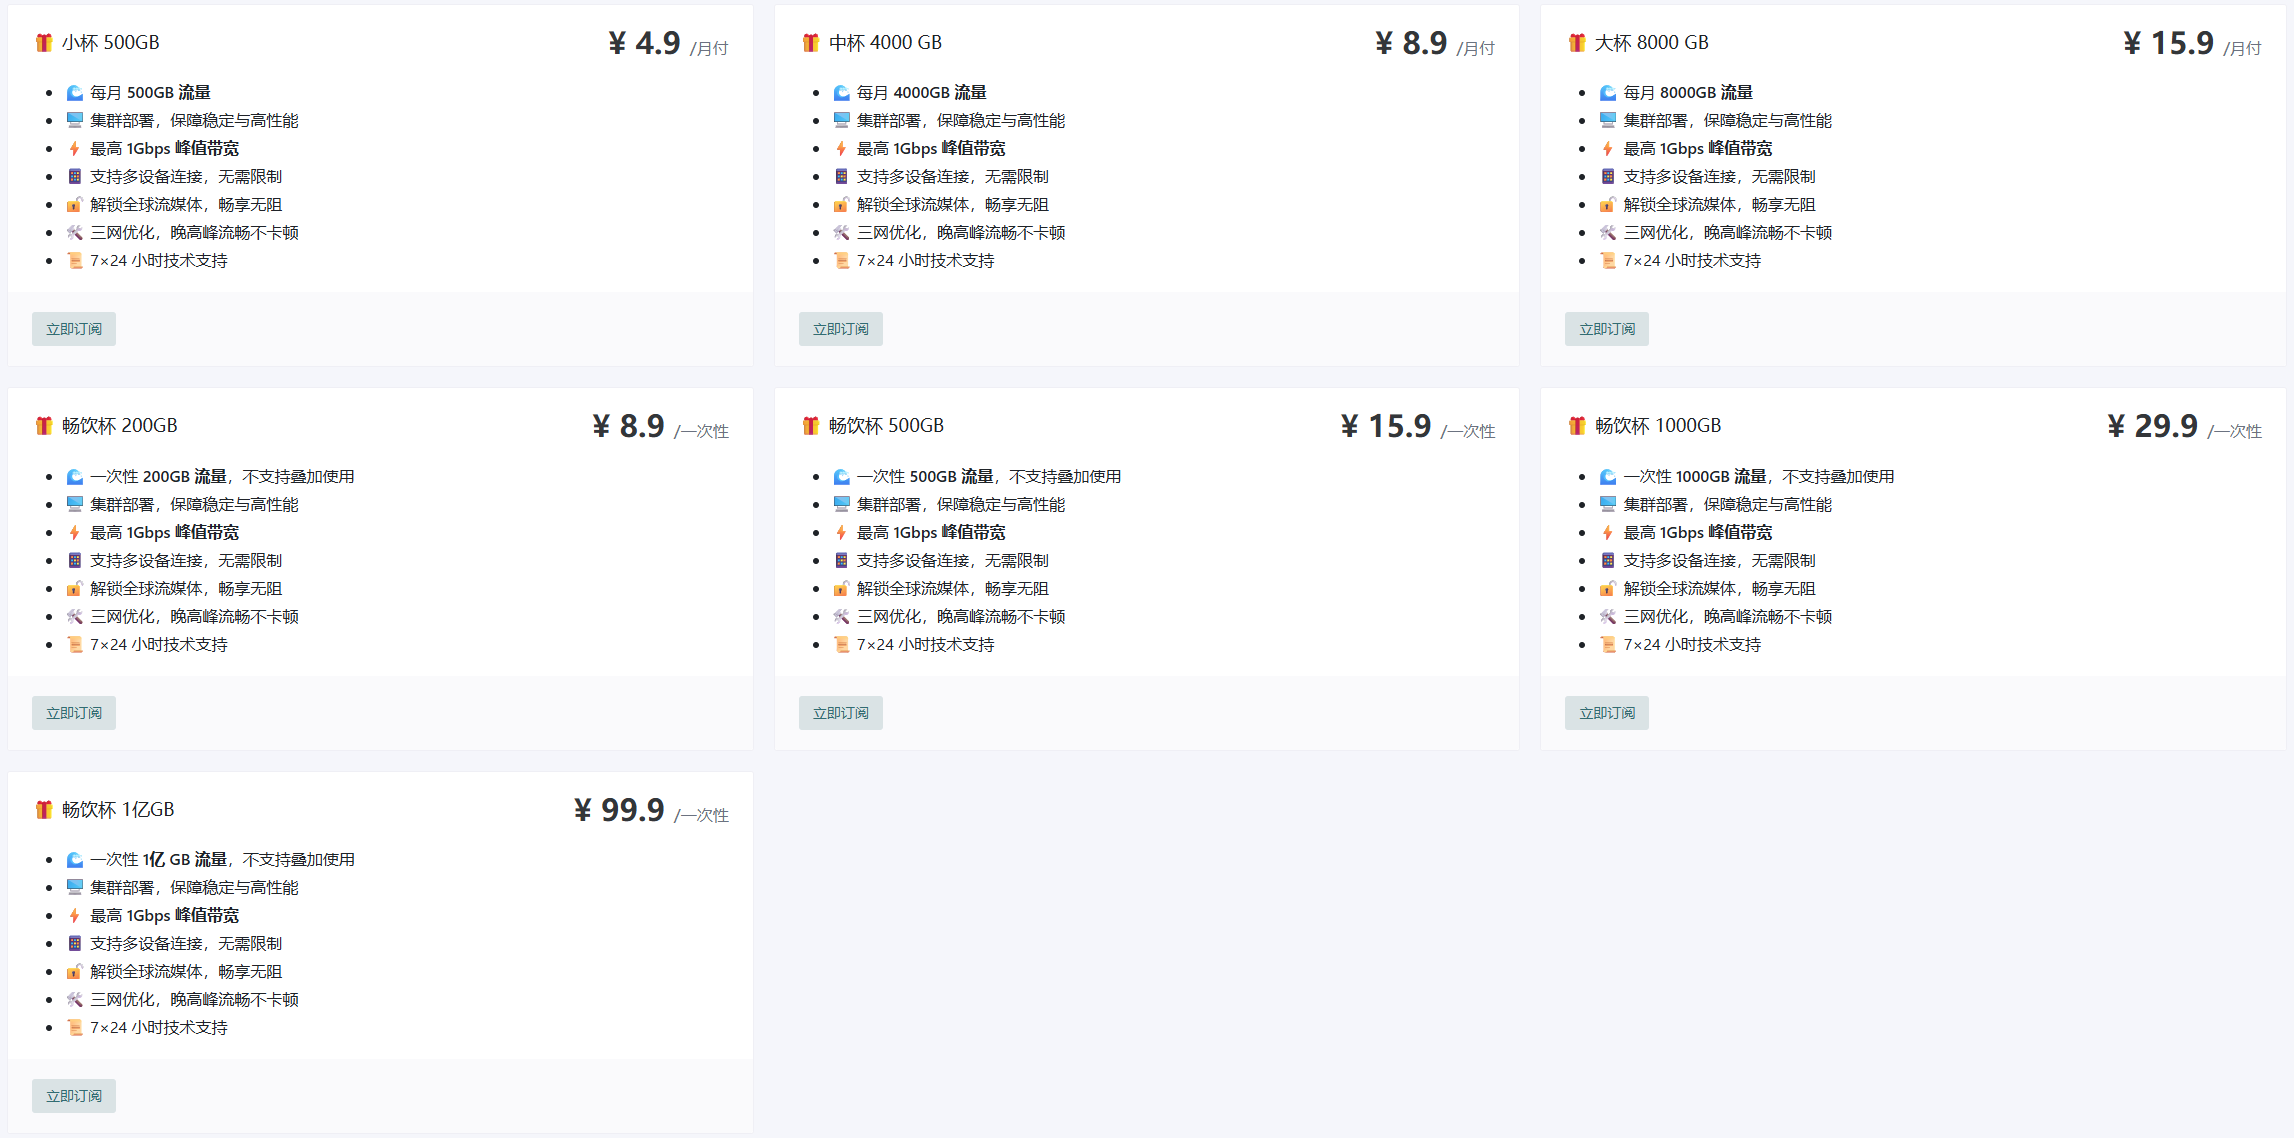 小杯 500GB
¥ 4.9 /月付
每月 500GB 流量
集群部署，保障稳定与高性能
最高 1Gbps 峰值带宽
支持多设备连接，无需限制
解锁全球流媒体，畅享无阻
三网优化，晚高峰流畅不卡顿
7×24 小时技术支持
立即订阅
中杯 4000 GB
¥ 8.9 /月付
每月 4000GB 流量
集群部署，保障稳定与高性能
最高 1Gbps 峰值带宽
支持多设备连接，无需限制
解锁全球流媒体，畅享无阻
三网优化，晚高峰流畅不卡顿
7×24 小时技术支持
立即订阅
大杯 8000 GB
¥ 15.9 /月付
每月 8000GB 流量
集群部署，保障稳定与高性能
最高 1Gbps 峰值带宽
支持多设备连接，无需限制
解锁全球流媒体，畅享无阻
三网优化，晚高峰流畅不卡顿
7×24 小时技术支持
立即订阅
畅饮杯 200GB
¥ 8.9 /一次性
一次性 200GB 流量，不支持叠加使用
集群部署，保障稳定与高性能
最高 1Gbps 峰值带宽
支持多设备连接，无需限制
解锁全球流媒体，畅享无阻
三网优化，晚高峰流畅不卡顿
7×24 小时技术支持
立即订阅
畅饮杯 500GB
¥ 15.9 /一次性
一次性 500GB 流量，不支持叠加使用
集群部署，保障稳定与高性能
最高 1Gbps 峰值带宽
支持多设备连接，无需限制
解锁全球流媒体，畅享无阻
三网优化，晚高峰流畅不卡顿
7×24 小时技术支持
立即订阅
畅饮杯 1000GB
¥ 29.9 /一次性
一次性 1000GB 流量，不支持叠加使用
集群部署，保障稳定与高性能
最高 1Gbps 峰值带宽
支持多设备连接，无需限制
解锁全球流媒体，畅享无阻
三网优化，晚高峰流畅不卡顿
7×24 小时技术支持
立即订阅
畅饮杯 1亿GB
¥ 99.9 /一次性
一次性 1亿 GB 流量，不支持叠加使用
集群部署，保障稳定与高性能
最高 1Gbps 峰值带宽
支持多设备连接，无需限制
解锁全球流媒体，畅享无阻
三网优化，晚高峰流畅不卡顿
7×24 小时技术支持
立即订阅